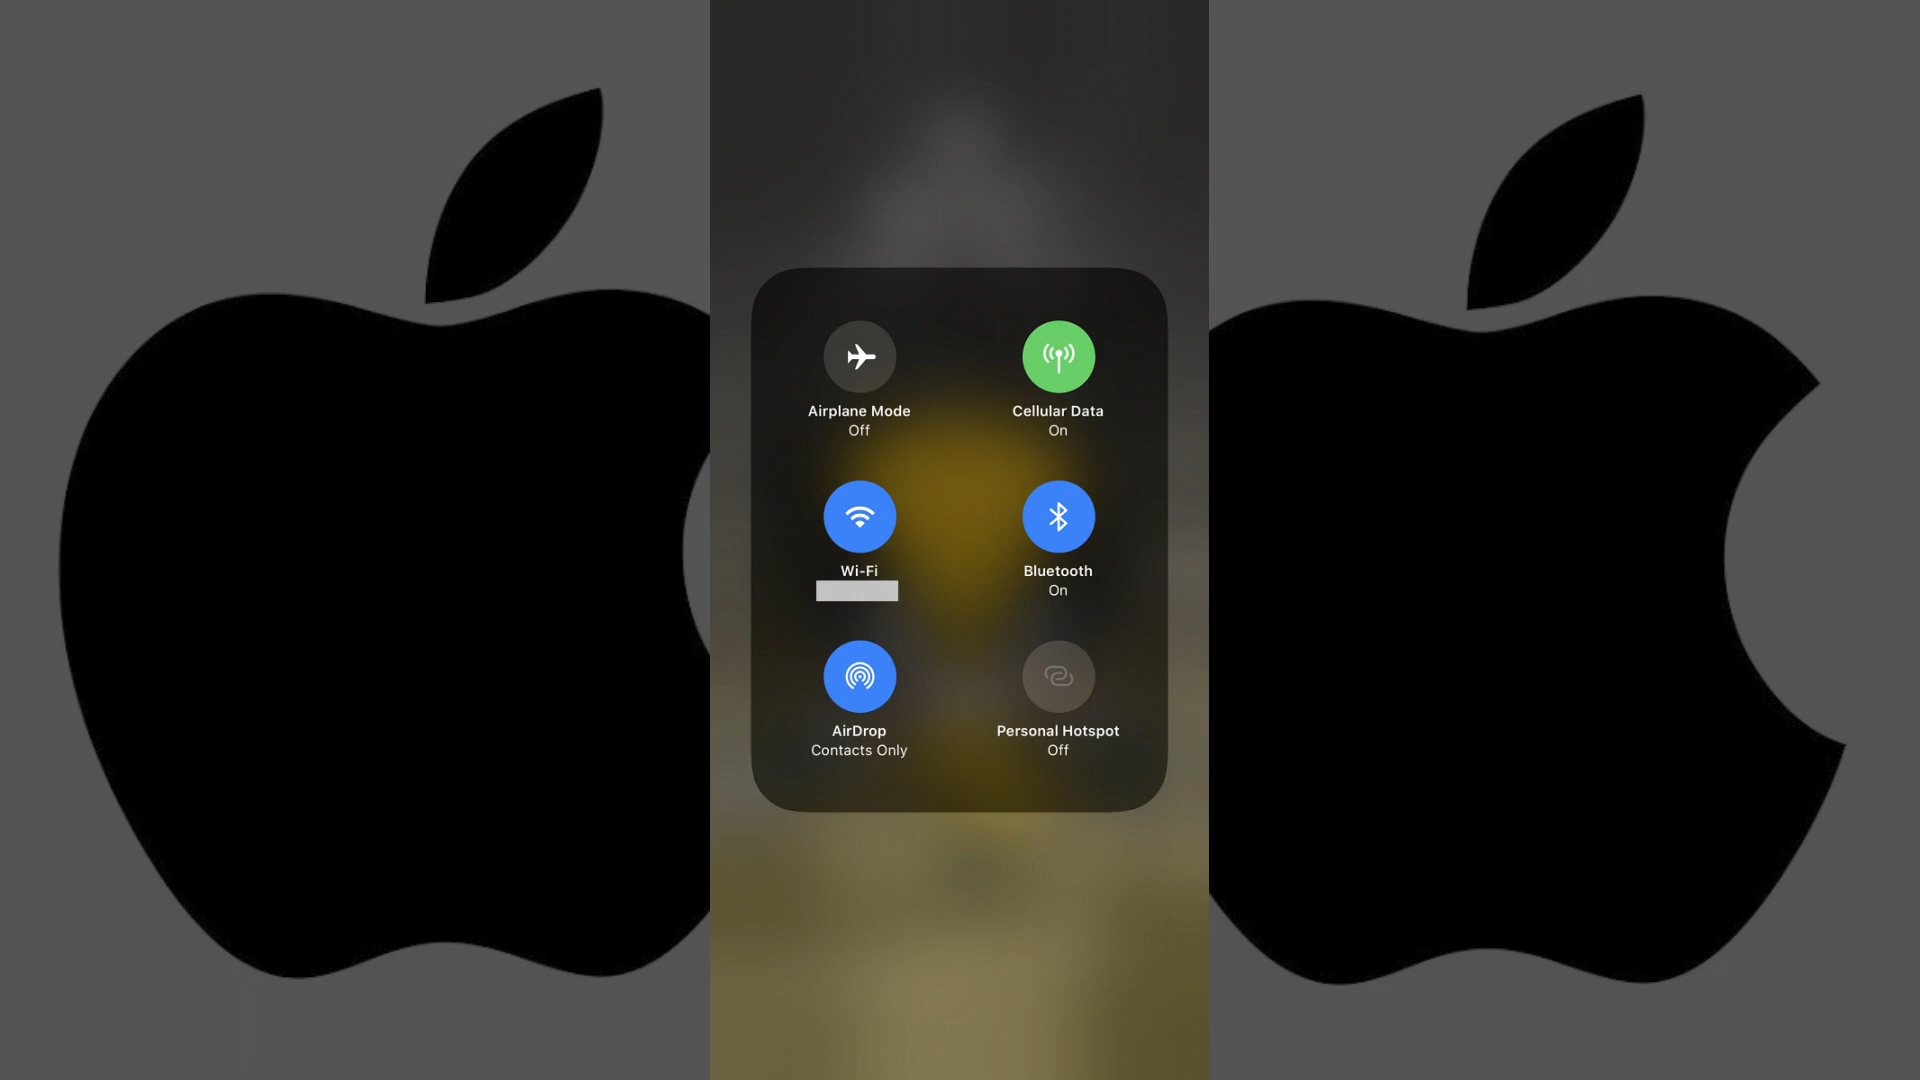 Airplane Mode
Off
Cellular Data
On
Wi-Fi
Bluetooth
On
AirDrop
Contacts Only
Personal Hotspot
Off